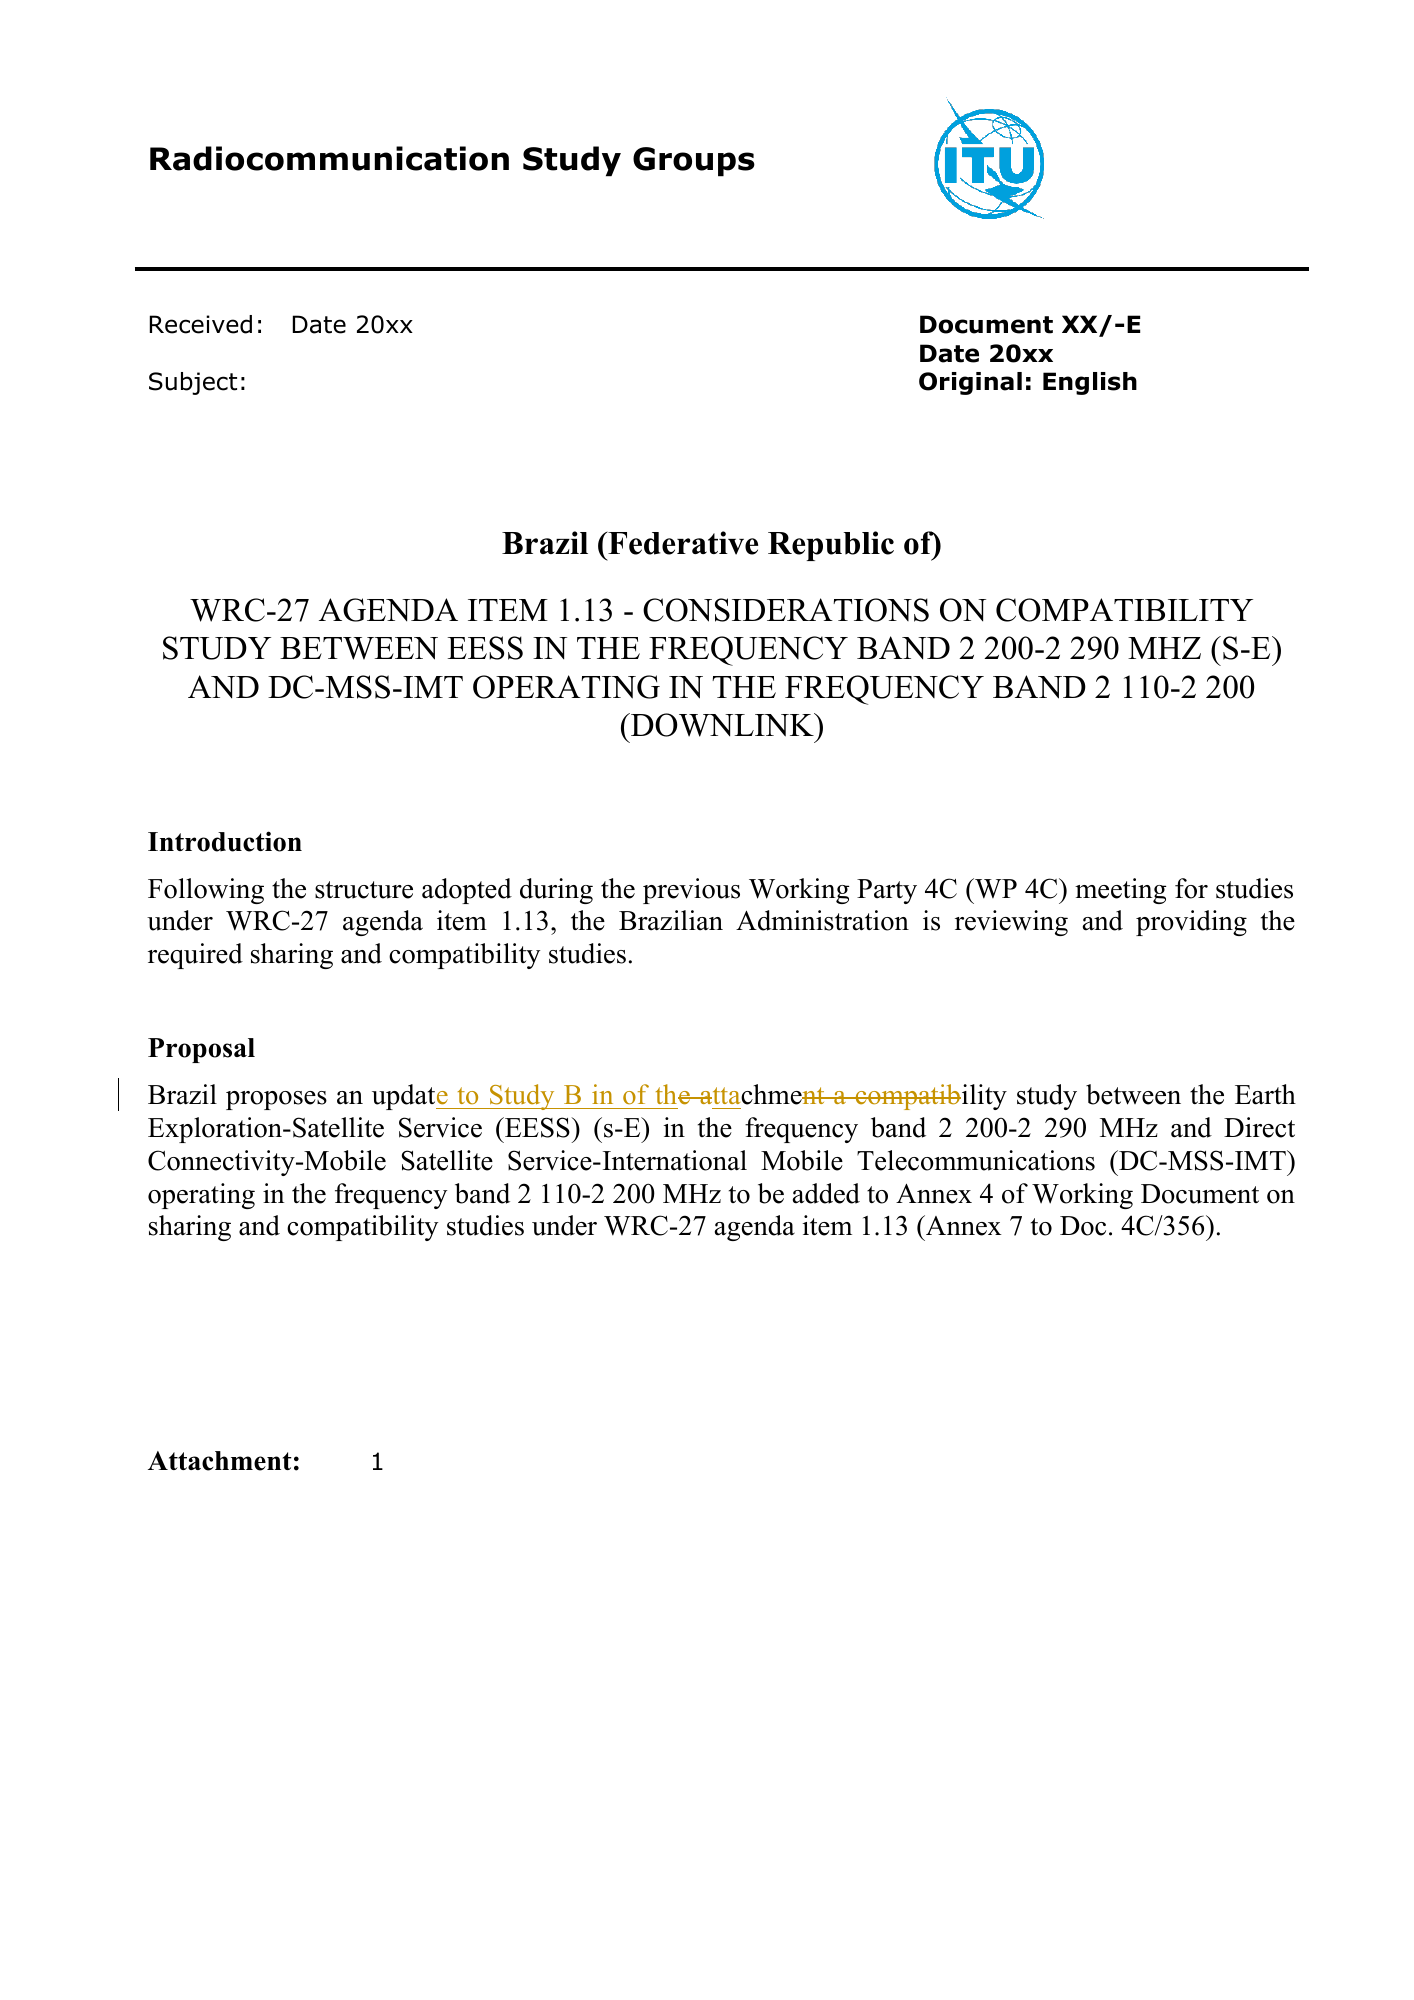 Radiocommunication Study Groups
ITU
Received: Date 20xx
Document XX/-E
Date 20xx
Subject:
Original: English
Brazil (Federative Republic of)
WRC-27 AGENDA ITEM 1.13 - CONSIDERATIONS ON COMPATIBILITY
STUDY BETWEEN EESS IN THE FREQUENCY BAND 2 200-2 290 MHZ (S-E)
AND DC-MSS-IMT OPERATING IN THE FREQUENCY BAND 2 110-2 200
(DOWNLINK)
Introduction
Following the structure adopted during the previous Working Party 4C (WP 4C) meeting for studies
under WRC-27 agenda item 1.13, the Brazilian Administration is reviewing and providing the
required sharing and compatibility studies.
Proposal
Brazil proposes an update to Study B in of the attachment a compatibility study between the Earth
Exploration-Satellite Service (EESS) (s-E) in the frequency band 2 200-2 290 MHz and Direct
Connectivity-Mobile Satellite Service-International Mobile Telecommunications (DC-MSS-IMT)
operating in the frequency band 2 110-2 200 MHz to be added to Annex 4 of Working Document on
sharing and compatibility studies under WRC-27 agenda item 1.13 (Annex 7 to Doc. 4C/356).
Attachment: 1